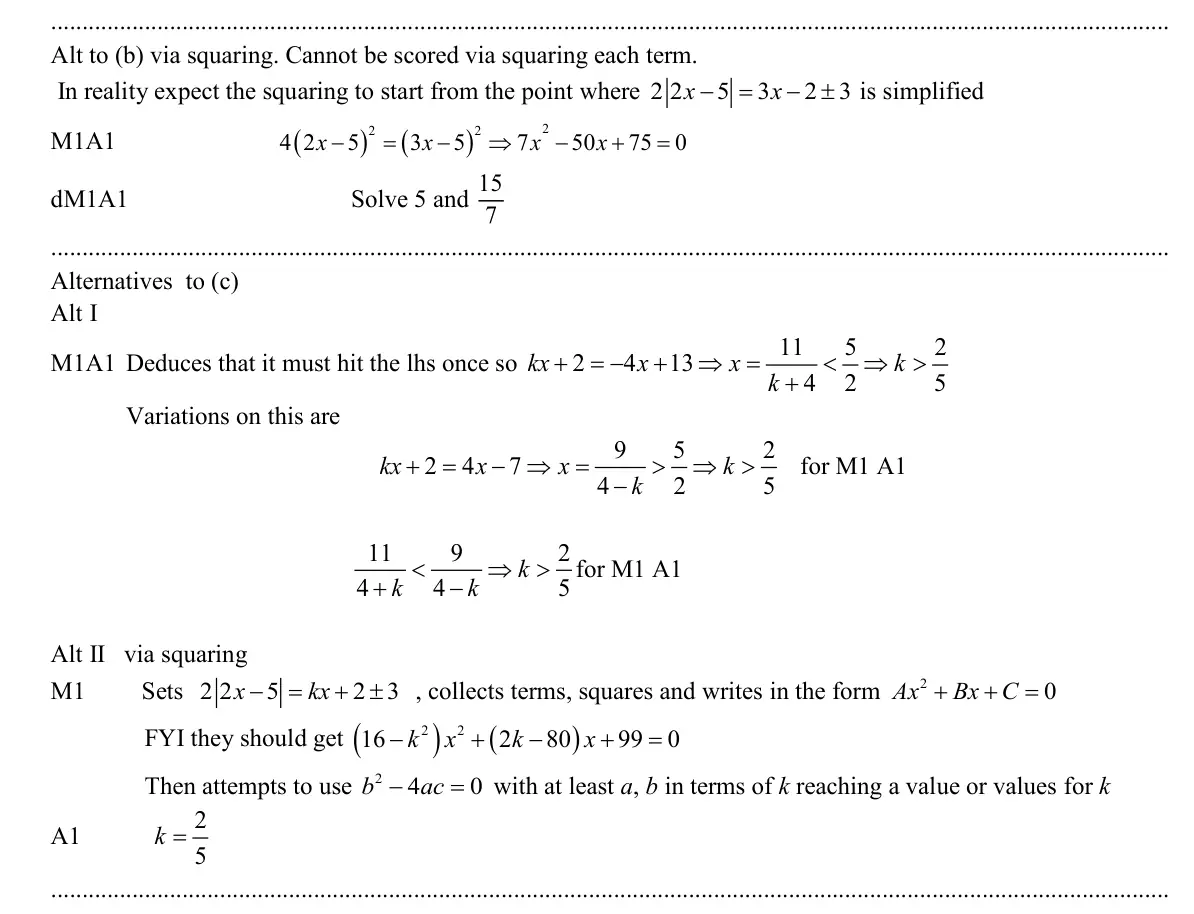 Alt to (b) via squaring. Cannot be scored via squaring each term.
In reality expect the squaring to start from the point where 2|2x − 5| = 3x − 2 ± 3 is simplified
M1A1 4(2x − 5)² = (3x − 5)² ⇒ 7x² − 50x + 75 = 0
dM1A1 Solve 5 and 15/7
Alternatives to (c)
Alt I
M1A1 Deduces that it must hit the lhs once so kx + 2 = −4x + 13 ⇒ x = 11/(k + 4) < 5/2 ⇒ k > 2/5
Variations on this are
kx + 2 = 4x − 7 ⇒ x = 9/(4 − k) > 5/2 ⇒ k > 2/5 for M1 A1
11/(4 + k) < 9/(4 − k) ⇒ k > 2/5 for M1 A1
Alt II via squaring
M1 Sets 2|2x − 5| = kx + 2 ± 3 , collects terms, squares and writes in the form Ax² + Bx + C = 0
FYI they should get (16 − k²)x² + (2k − 80)x + 99 = 0
Then attempts to use b² − 4ac = 0 with at least a, b in terms of k reaching a value or values for k
A1 k = 2/5